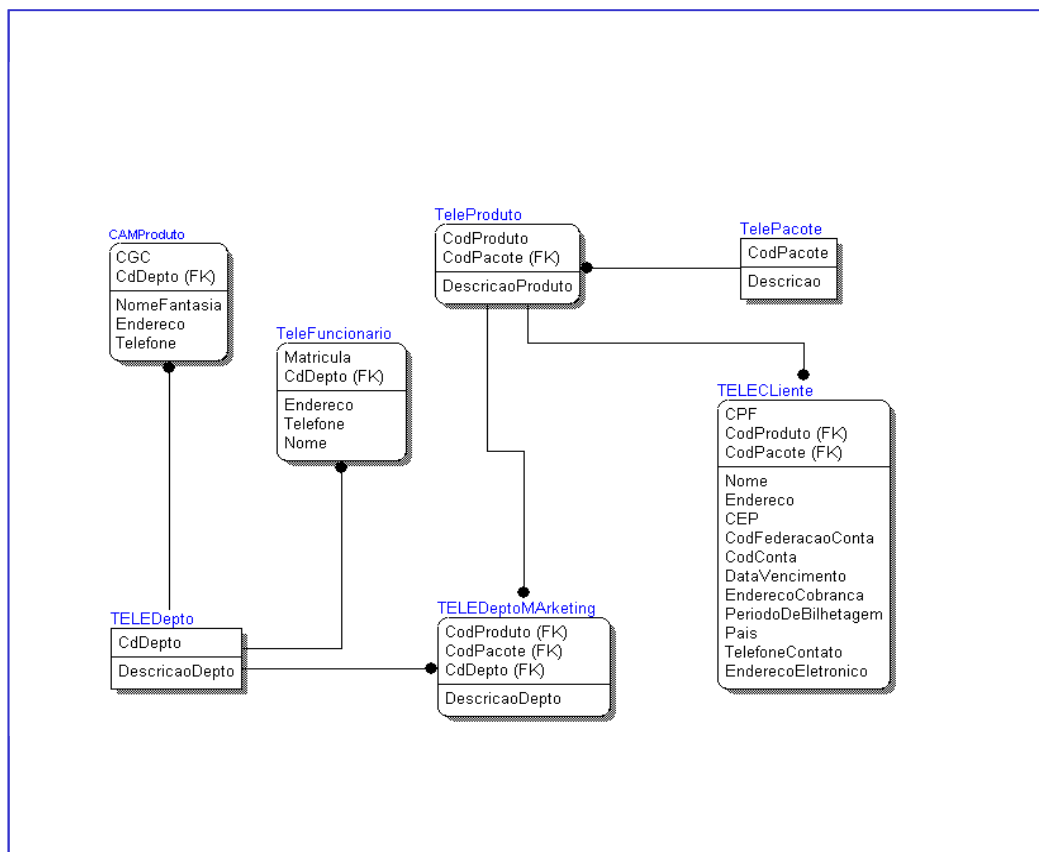 CAMProduto
CGC
CdDepto (FK)
NomeFantasia
Endereco
Telefone
TeleFuncionario
Matricula
CdDepto (FK)
Endereco
Telefone
Nome
TeleProduto
CodProduto
CodPacote (FK)
DescricaoProduto
TelePacote
CodPacote
Descricao
TELECLiente
CPF
CodProduto (FK)
CodPacote (FK)
Nome
Endereco
CEP
CodFederacaoConta
CodConta
DataVencimento
EnderecoCobranca
PeriodoDeBilhetagem
Pais
TelefoneContato
EnderecoEletronico
TELEDepto
CdDepto
DescricaoDepto
TELEDeptoMArketing
CodProduto (FK)
CodPacote (FK)
CdDepto (FK)
DescricaoDepto